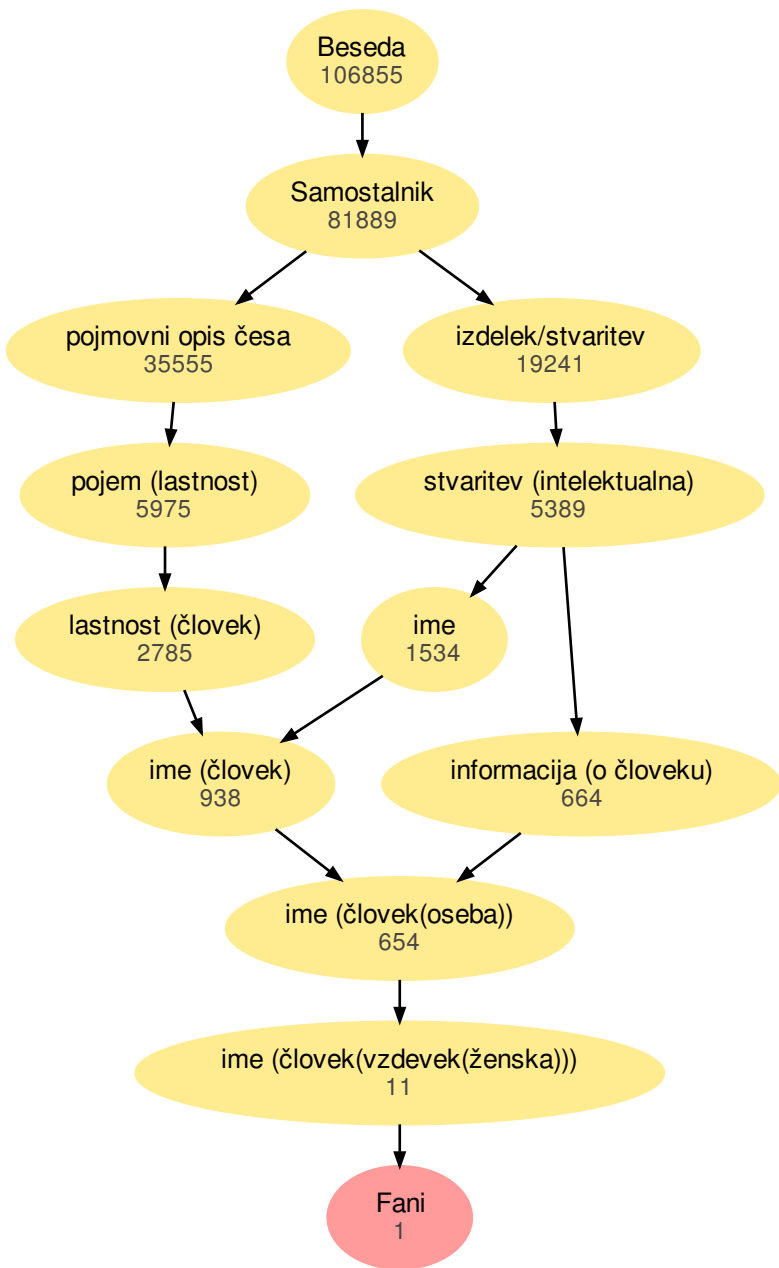 Beseda
106855
Samostalnik
81889
pojmovni opis česa
35555
izdelek/stvaritev
19241
pojem (lastnost)
5975
stvaritev (intelektualna)
5389
lastnost (človek)
2785
ime
1534
ime (človek)
938
informacija (o človeku)
664
ime (človek(oseba))
654
ime (človek(vzdevek(ženska)))
11
Fani
1